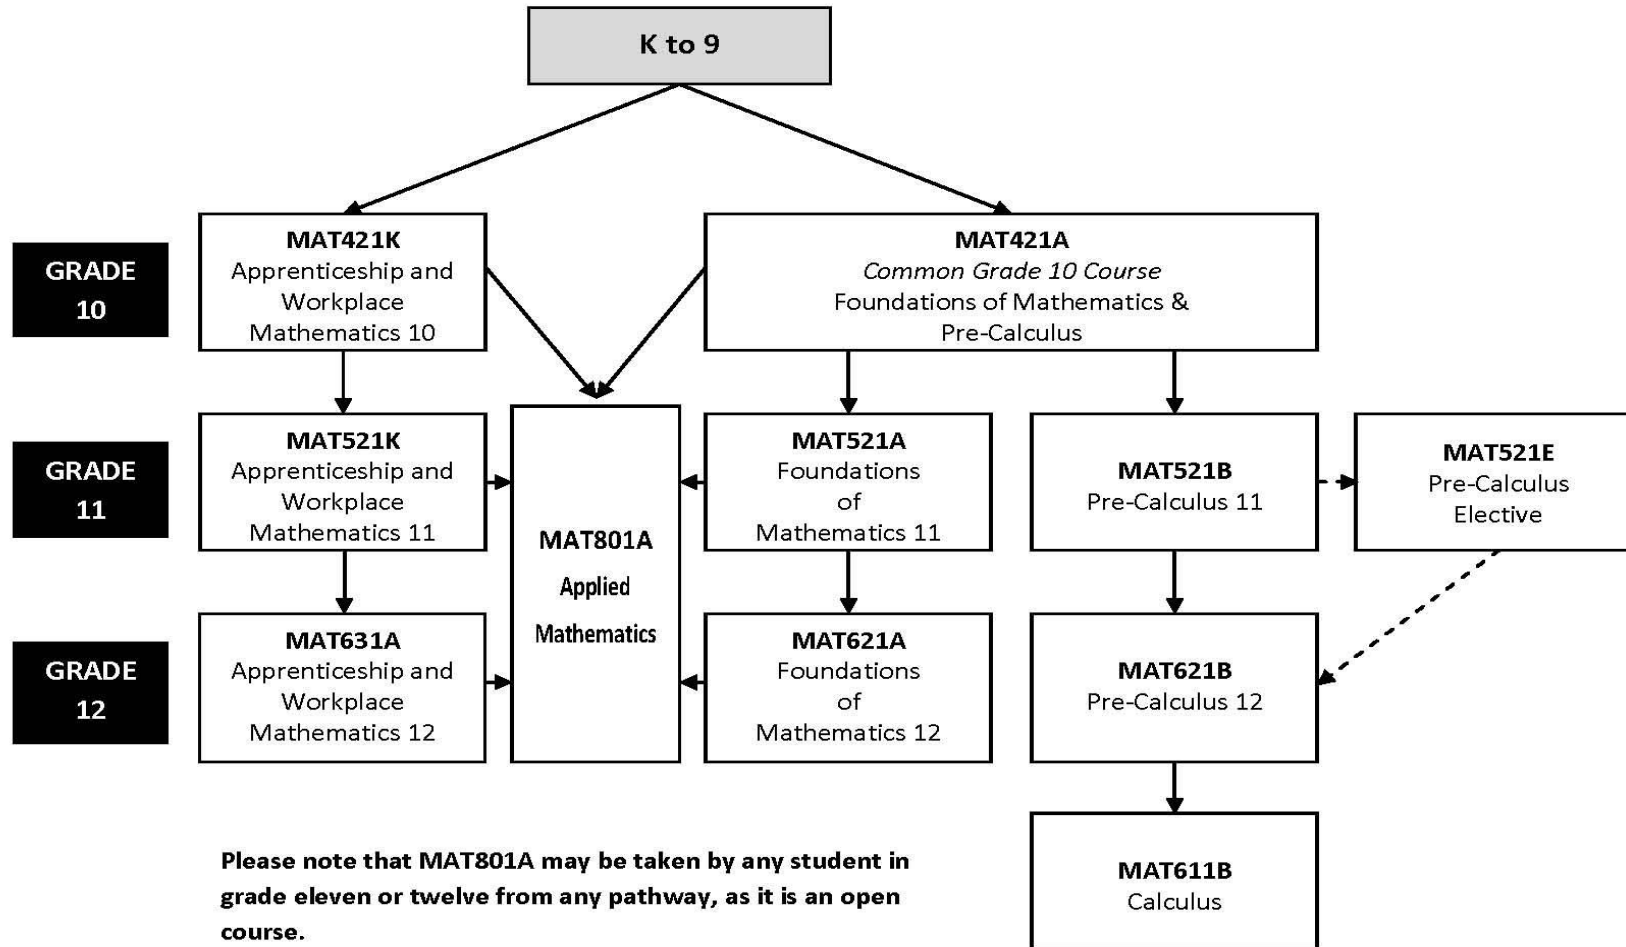 K to 9
GRADE
10
MAT421K
Apprenticeship and
Workplace
Mathematics 10
MAT421A
Common Grade 10 Course
Foundations of Mathematics &
Pre-Calculus
GRADE
11
MAT521K
Apprenticeship and
Workplace
Mathematics 11
MAT801A
Applied
Mathematics
MAT521A
Foundations
of
Mathematics 11
MAT521B
Pre-Calculus 11
MAT521E
Pre-Calculus
Elective
GRADE
12
MAT631A
Apprenticeship and
Workplace
Mathematics 12
MAT621A
Foundations
of
Mathematics 12
MAT621B
Pre-Calculus 12
MAT611B
Calculus
Please note that MAT801A may be taken by any student in
grade eleven or twelve from any pathway, as it is an open
course.